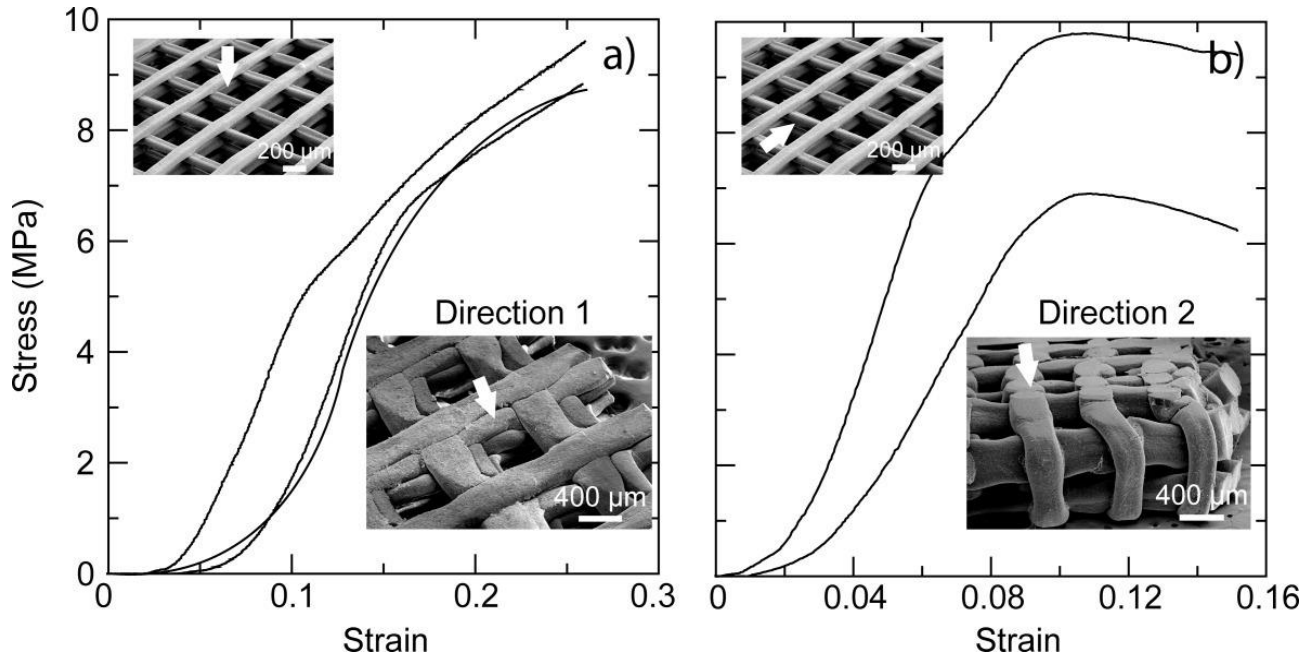 10
8
6
4
2
0
Stress (MPa)
a)
200 µm
Direction 1
400 µm
0
0.1
0.2
0.3
Strain
b)
200 µm
Direction 2
400 µm
0
0.04
0.08
0.12
0.16
Strain